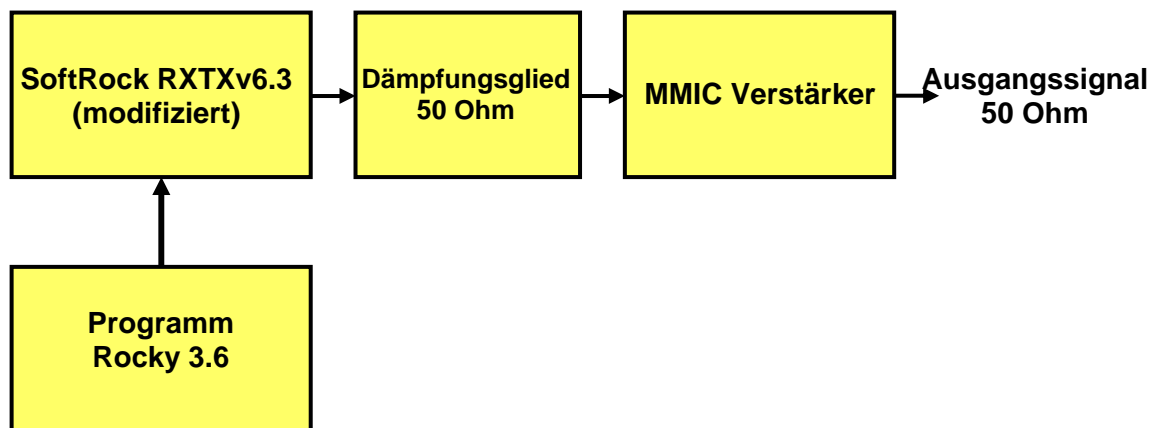 SoftRock RXTXv6.3
(modifiziert)
Dämpfungsglied
50 Ohm
MMIC Verstärker
Ausgangssignal
50 Ohm
Programm
Rocky 3.6